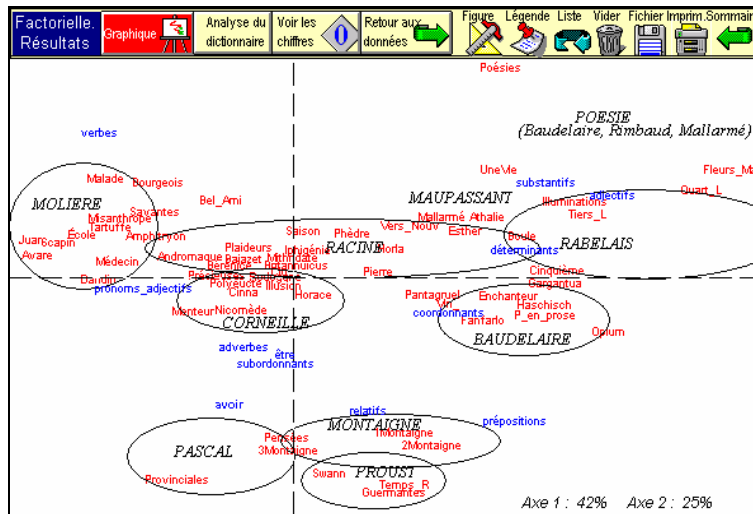 Factorielle. Résultats
Graphique
Analyse du dictionnaire
Voir les chiffres
0
Retour aux données
Figure
Légende
Liste
Vider
Fichier
Imprim.
Sommair
Poésies
POESIE
(Baudelaire, Rimbaud, Mallarmé)
verbes
UneVie
Fleurs_Ma
Malade
Bourgeois
substantifs
adjectifs
Quart_L
MOLIERE
Bel_Ami
MAUPASSANT
Illuminations
Savantes
Misanthrope
Tartuffe
Mallarmé
Athalie
Tiers_L
École
Amphitryon
Saison
Phèdre
Vers_Nouv
Esther
Boule
Juan
Scapin
Plaideurs
Iphigénie
RACINE
Morla
déterminants
RABELAIS
Avare
Médecin
Andromaque
Bajazet
Mithridate
Bérénice
Britannicus
Pierre
Cinquième
Dandin
pronoms_adjectifs
Polyeucte
Illusion
Gargantua
Cinna
Horace
Pantagruel
Enchanteur
Haschisch
Menteur
Nicomède
CORNEILLE
coordonnants
P_en_prose
Fanfarlo
Opium
BAUDELAIRE
adverbes
être
subordonnants
avoir
relatifs
prépositions
MONTAIGNE
Pensées
1Montaigne
PASCAL
3Montaigne
2Montaigne
Provinciales
Swann
PROUST
Temps_R
Guermantes
Axe 1 : 42% Axe 2 : 25%